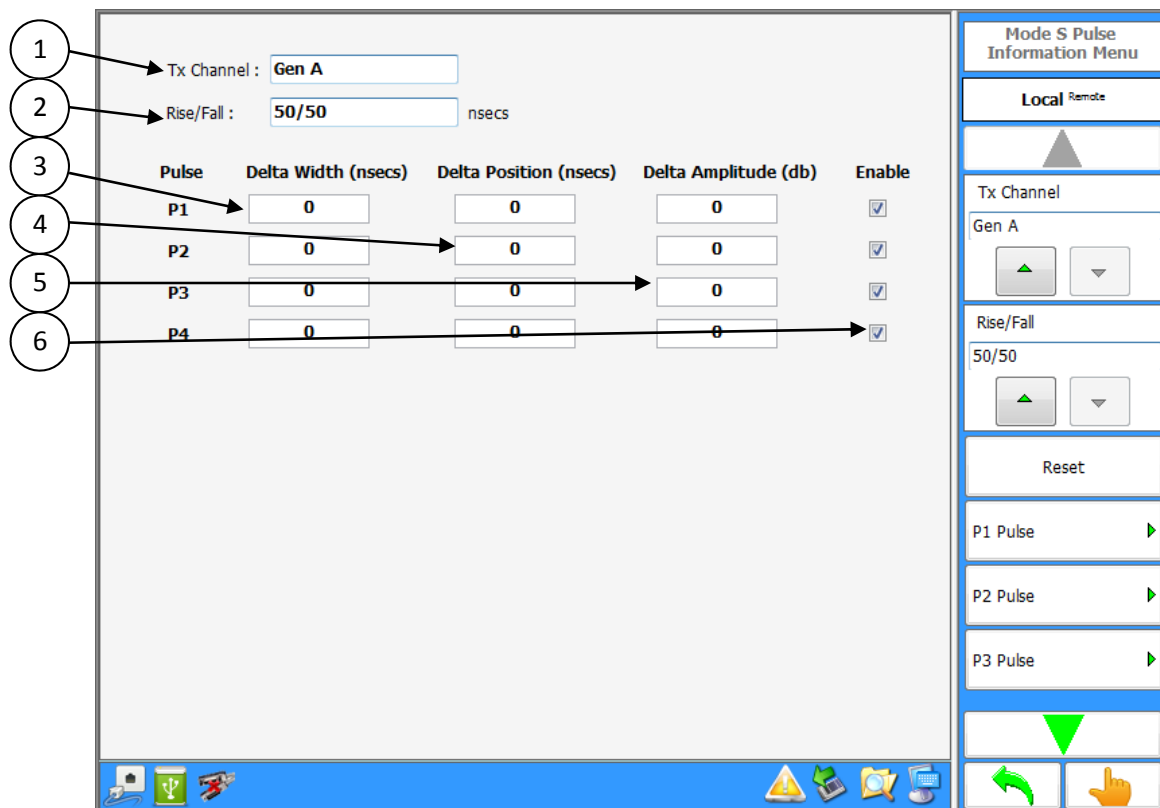 1
Tx Channel : Gen A
2
Rise/Fall : 50/50 nsecs
3
Pulse Delta Width (nsecs) Delta Position (nsecs) Delta Amplitude (db) Enable
P1 0 0 0
4
P2 0 0 0
5
P3 0 0 0
6
P4 0 0 0
Mode S Pulse
Information Menu
Local Remote
Tx Channel
Gen A
Rise/Fall
50/50
Reset
P1 Pulse
P2 Pulse
P3 Pulse